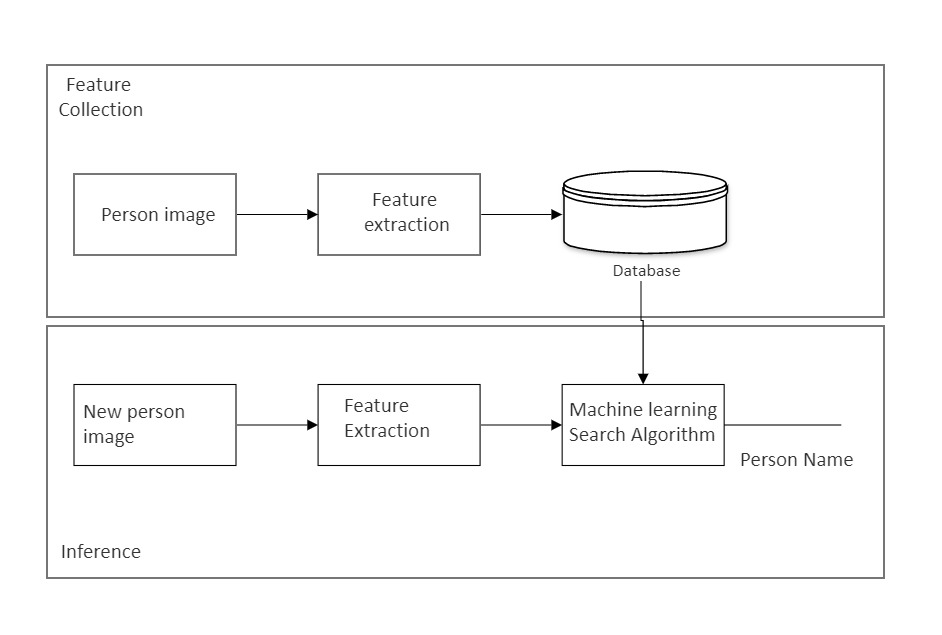 Feature
Collection
Person image
Feature
extraction
Database
New person
image
Feature
Extraction
Machine learning
Search Algorithm
Person Name
Inference